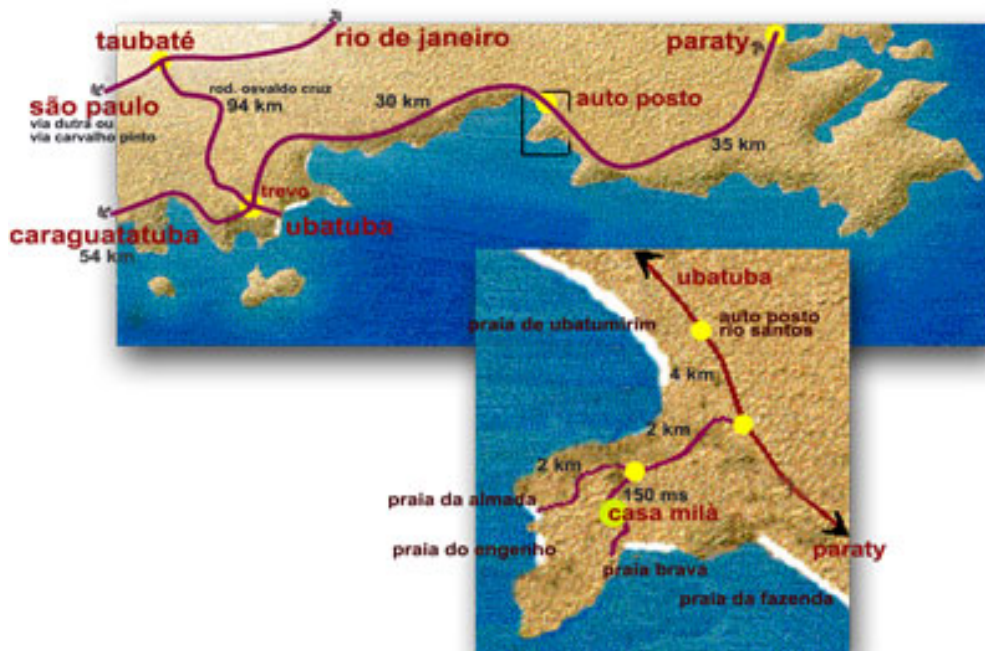 taubaté
rio de janeiro
paraty
rod. osvaldo cruz
94 km
30 km
auto posto
são paulo
via dutra ou
via carvalho pinto
35 km
trevo
ubatuba
caraguatatuba
54 km
ubatuba
auto posto
rio santos
praia de ubatumirim
4 km
2 km
2 km
praia da almada
150 ms
casa milà
praia do engenho
paraty
praia brava
praia da fazenda